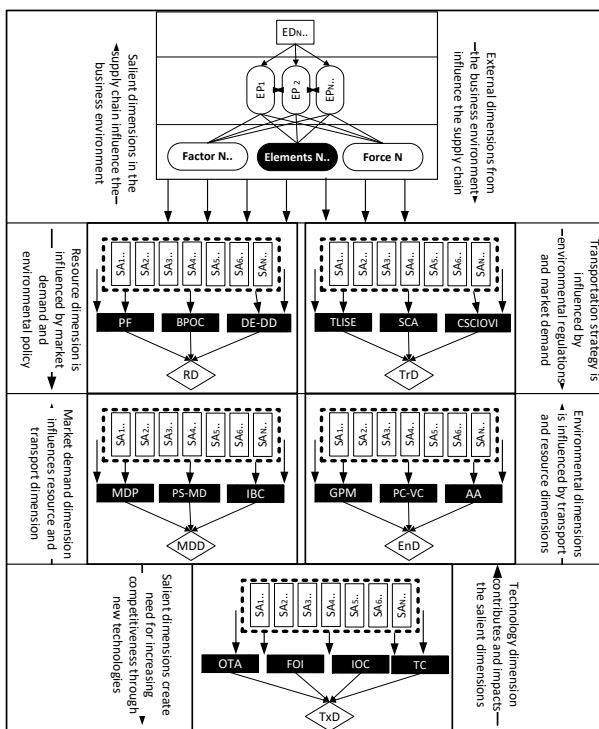 EDN..
EP1
EP 2
EPN..
Factor N..
Elements N..
Force N
Salient dimensions in the
supply chain influence the
business environment
External dimensions from
the business environment
influence the supply chain
Resource dimension is
influenced by market
demand and
environmental policy
SA1..
SA2..
SA3..
SA4..
SA5..
SA6..
SAN..
PF
BPOC
DE-DD
RD
SA1..
SA2..
SA3..
SA4..
SA5..
SA6..
SAN..
TLISE
SCA
CSCIOVI
TrD
Transportation strategy is
influenced by
environmental regulations
and market demand
Market demand dimension
influences resource and
transport dimension
SA1..
SA2..
SA3..
SA4..
SA5..
SA6..
SAN..
MDP
PS-MD
IBC
MDD
SA1..
SA2..
SA3..
SA4..
SA5..
SA6..
SAN..
GPM
PC-VC
AA
EnD
Environmental dimensions
is influenced by transport
and resource dimensions
Salient dimensions create
need for increasing
competitiveness through
new technologies
SA1..
SA2..
SA3..
SA4..
SA5..
SA6..
SAN..
OTA
FOI
IOC
TC
TxD
Technology dimension
contributes and impacts
the salient dimensions